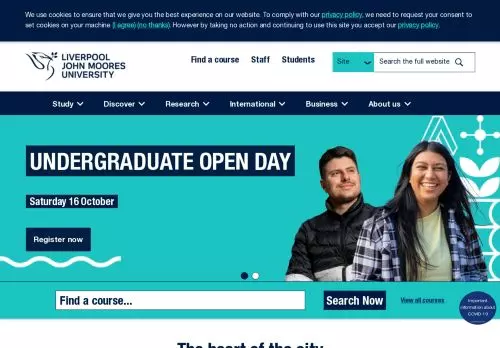 We use cookies to ensure that we give you the best experience on our website. To comply with our privacy policy, we need to request your consent
set cookies on your machine (I agree) (no thanks). However by taking no action and continuing to use this site you accept our privacy policy.
LIVERPOOL
JOHN MOORES
UNIVERSITY
Find a course Staff Students
Site
Search the full website
Study Discover Research International Business About us
UNDERGRADUATE OPEN DAY
Saturday 16 October
Register now
Find a course...
Search Now
View all courses
Important
information about
COVID-19
The heart of the city